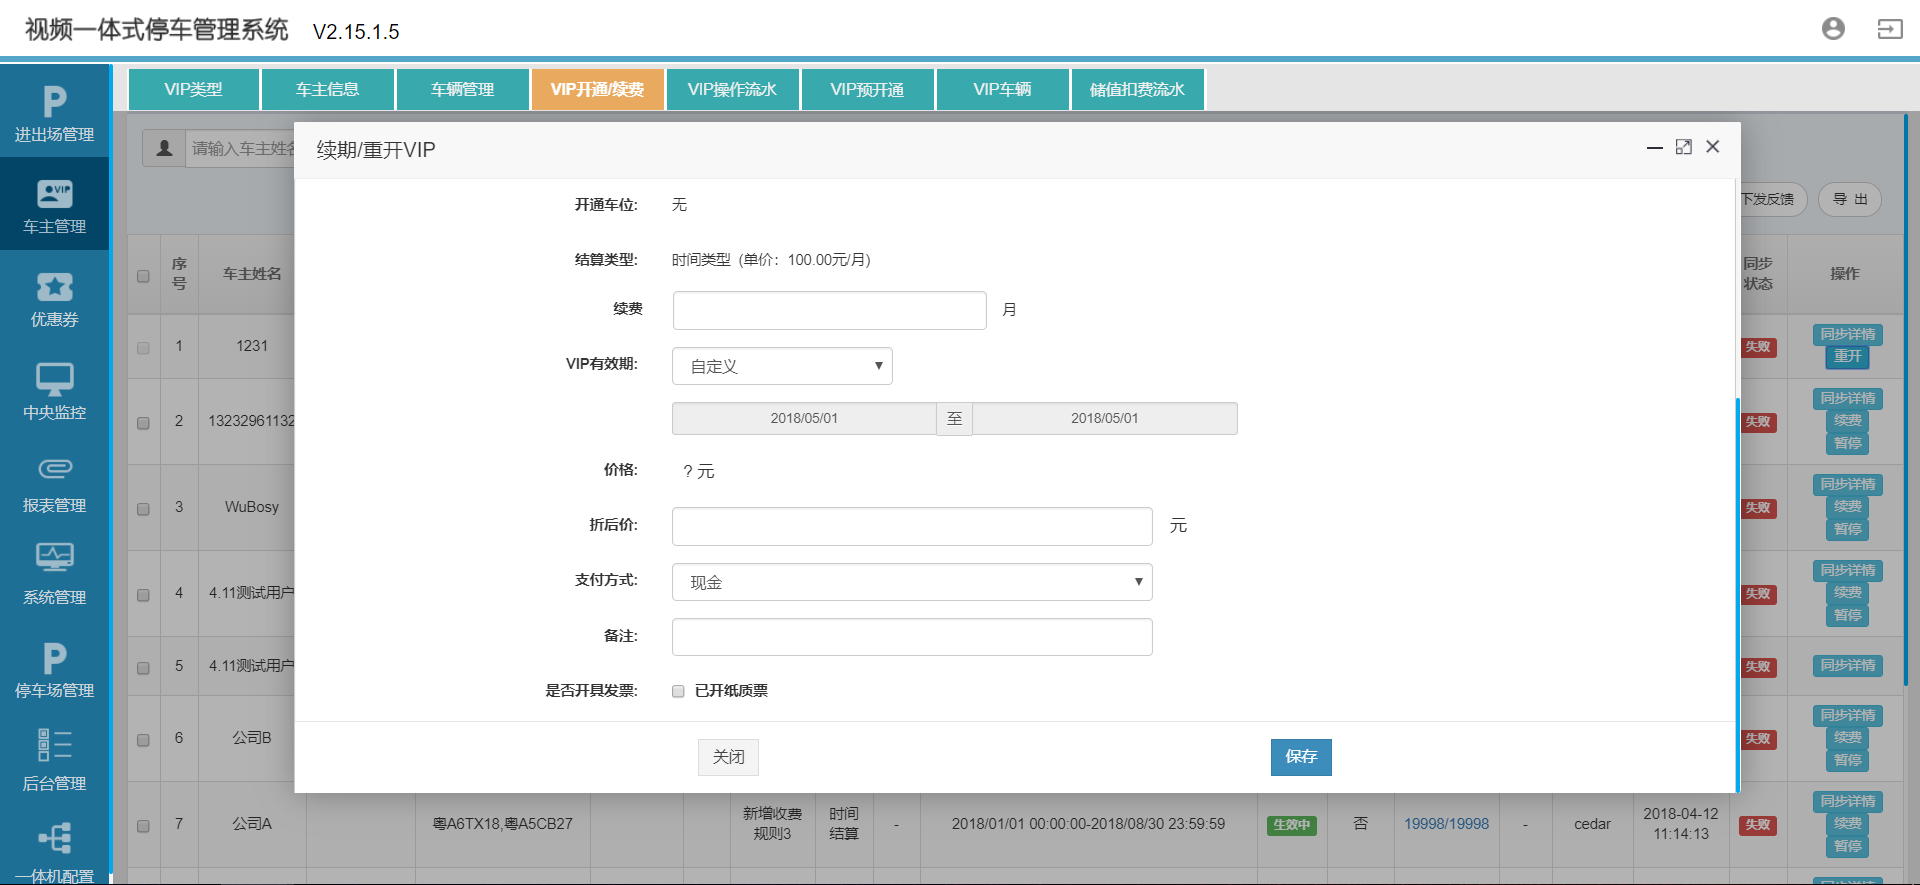 视频一体式停车管理系统 V2.15.1.5
VIP类型 车主信息 车辆管理 VIP开通/续费 VIP操作流水 VIP预开通 VIP车辆 储值扣费流水
进出场管理
车主管理
优惠券
中央监控
报表管理
系统管理
停车场管理
后台管理
一体机配置
请输入车主姓名
下发反馈 导 出
续期/重开VIP
开通车位: 无
结算类型: 时间类型 (单价: 100.00元/月)
续费 月
VIP有效期: 自定义
2018/05/01 至 2018/05/01
价格: ? 元
折后价: 元
支付方式: 现金
备注:
是否开具发票: 已开纸质票
关闭 保存
序号 车主姓名 同步状态 操作
1 1231 失败 同步详情 重开
2 13232961132 失败 同步详情 续费 暂停
3 WuBosy 失败 同步详情 续费 暂停
4 4.11测试用户 失败 同步详情 续费 暂停
5 4.11测试用户 失败 同步详情
6 公司B 失败 同步详情 续费 暂停
7 公司A 粤A6TX18,粤A5CB27 新增收费规则3 时间结算 - 2018/01/01 00:00:00-2018/08/30 23:59:59 生效中 否 19998/19998 - cedar 2018-04-12 11:14:13 失败 同步详情 续费 暂停